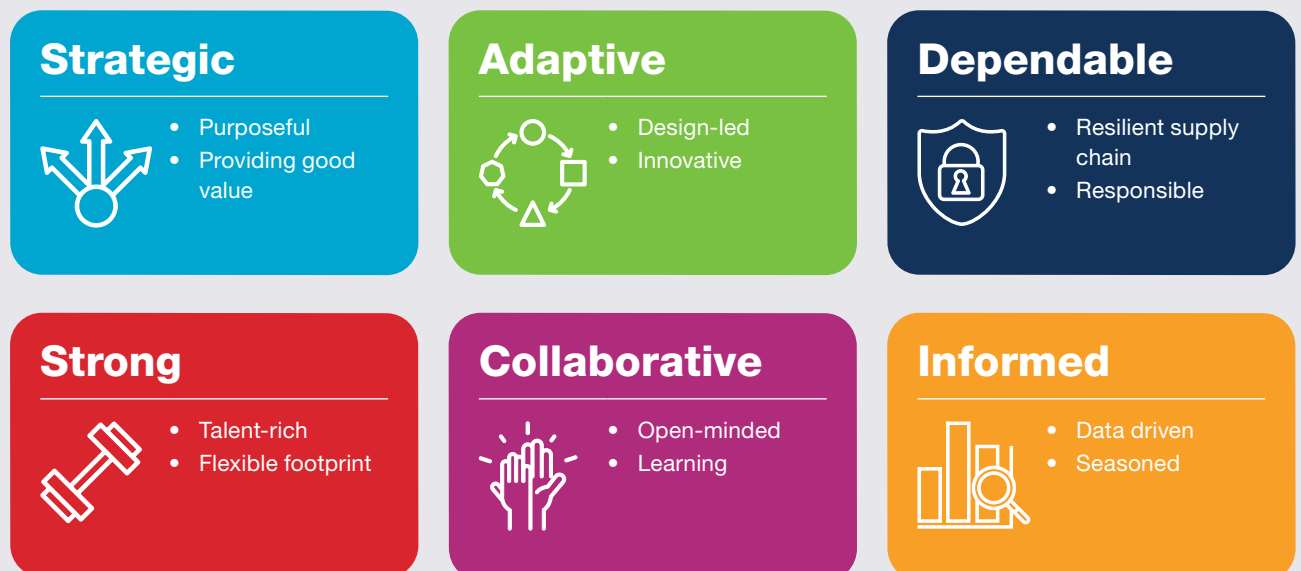 Strategic
• Purposeful
• Providing good
value
Adaptive
• Design-led
• Innovative
Dependable
• Resilient supply
chain
• Responsible
Strong
• Talent-rich
• Flexible footprint
Collaborative
• Open-minded
• Learning
Informed
• Data driven
• Seasoned